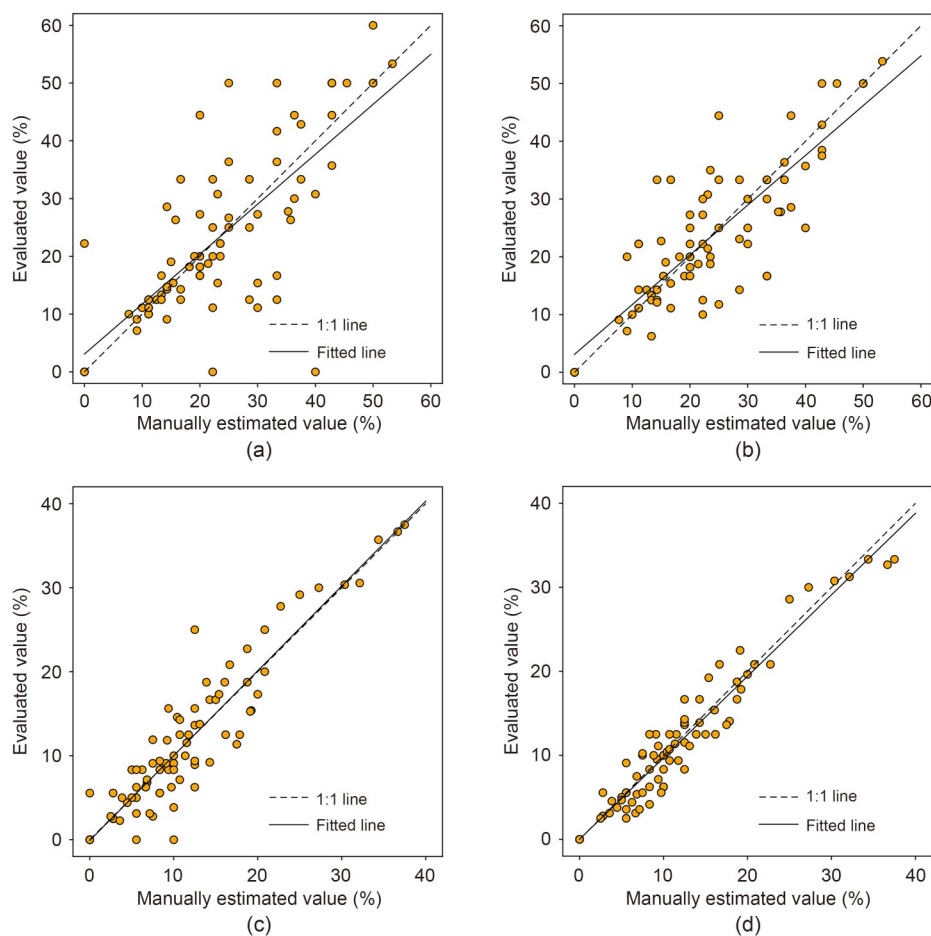 60
50
40
30
20
10
0
Evaluated value (%)
1:1 line
Fitted line
0 10 20 30 40 50 60
Manually estimated value (%)
(a)
60
50
40
30
20
10
0
Evaluated value (%)
1:1 line
Fitted line
0 10 20 30 40 50 60
Manually estimated value (%)
(b)
40
30
20
10
0
Evaluated value (%)
1:1 line
Fitted line
0 10 20 30 40
Manually estimated value (%)
(c)
40
30
20
10
0
Evaluated value (%)
1:1 line
Fitted line
0 10 20 30 40
Manually estimated value (%)
(d)